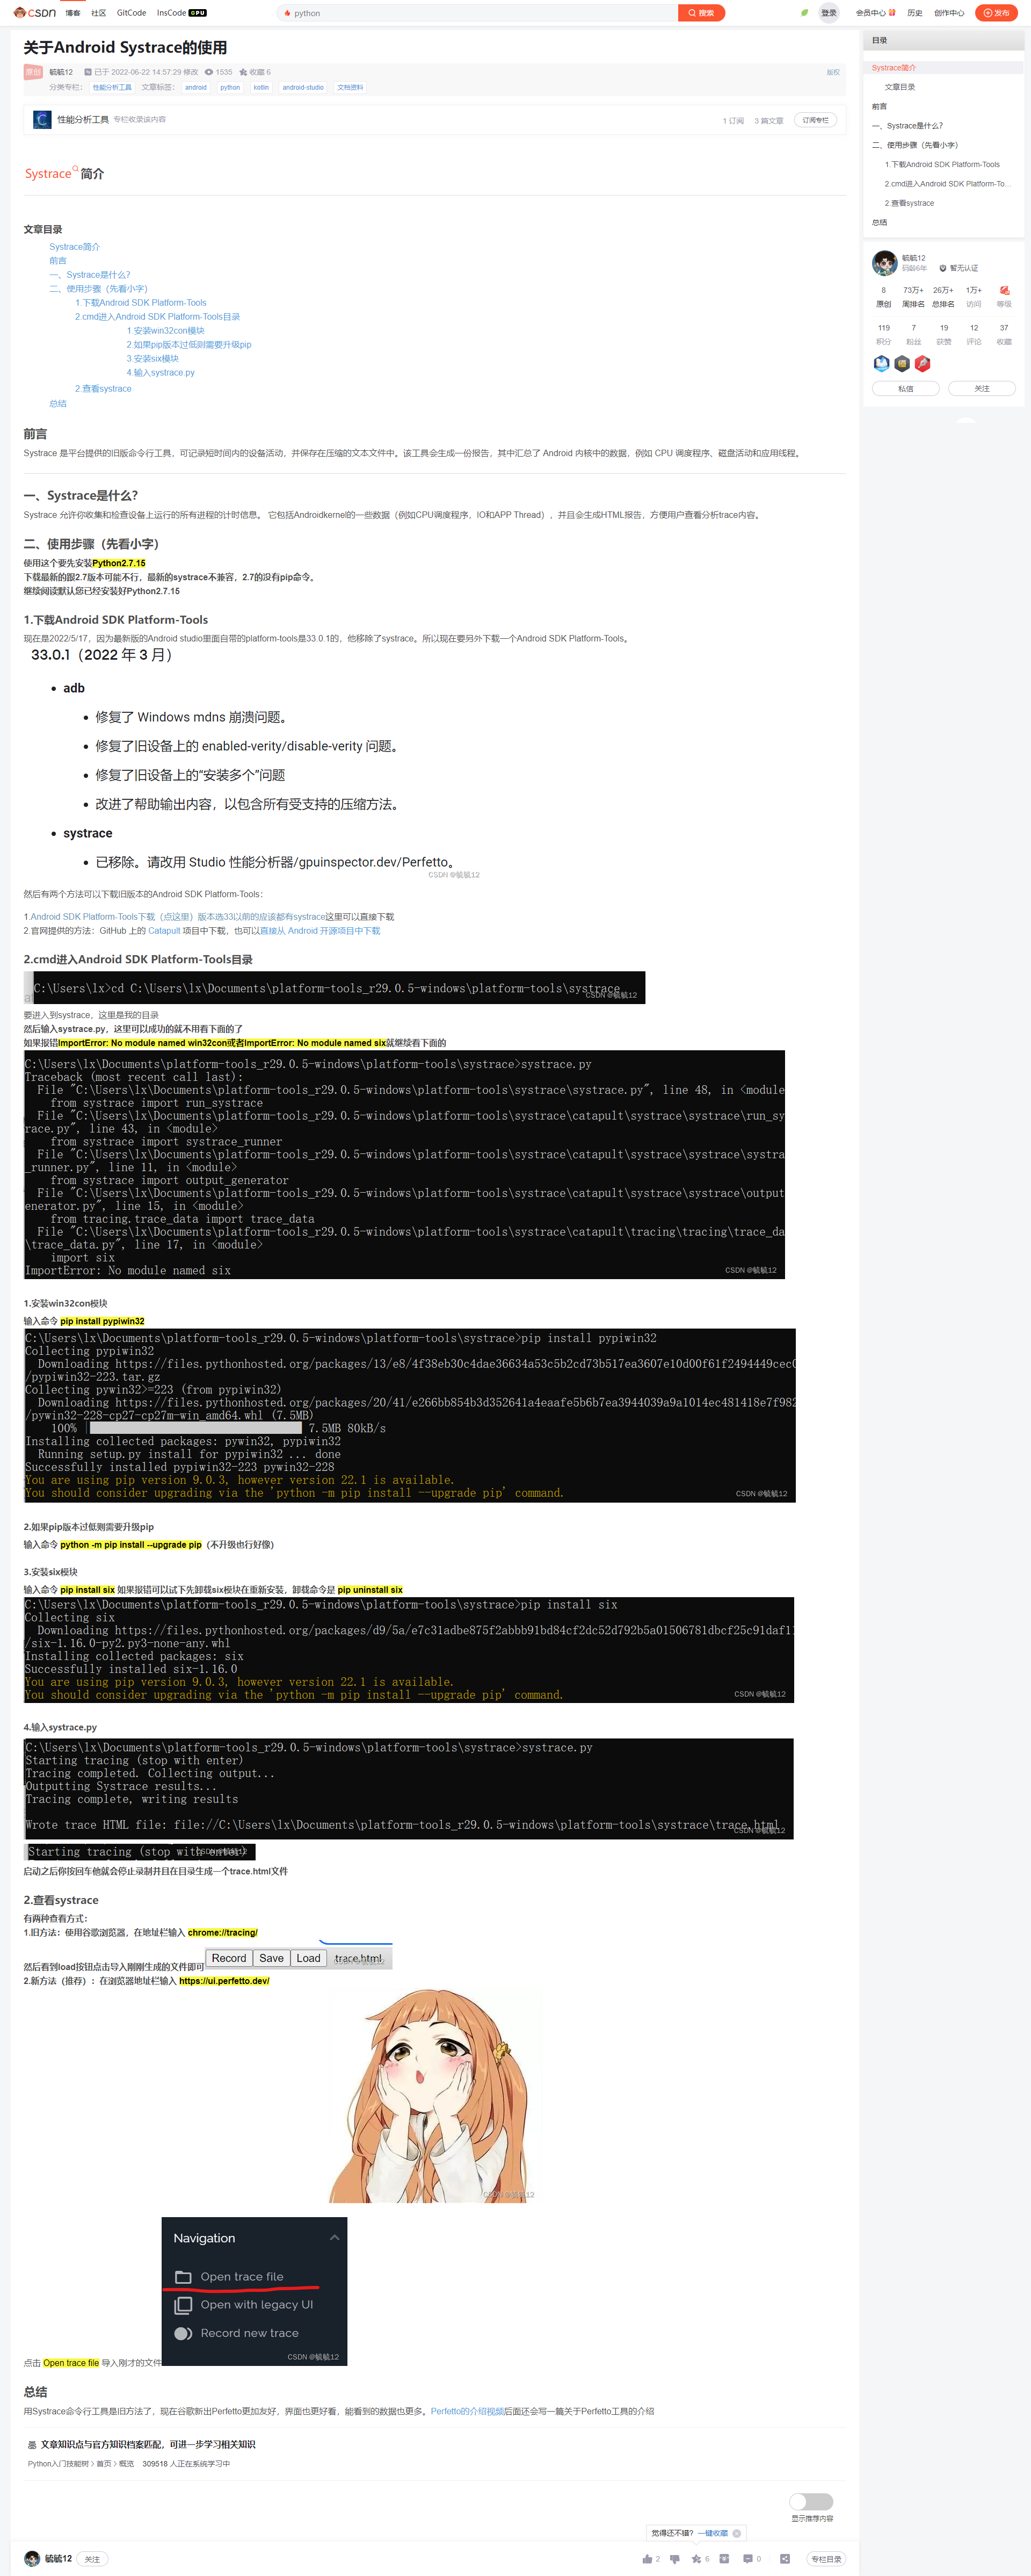 CSDN 博客 社区 GitCode InsCode GPU python 搜索 登录 会员中心 历史 创作中心 发布
关于Android Systrace的使用
原创 毓毓12 已于 2022-06-22 14:57:29 修改 1535 收藏 6 版权
分类专栏： 性能分析工具 文章标签： android python kotlin android-studio 文档资料
性能分析工具 专栏收录该内容 1 订阅 3 篇文章 订阅专栏
Systrace简介
文章目录
Systrace简介
前言
一、Systrace是什么？
二、使用步骤（先看小字）
1.下载Android SDK Platform-Tools
2.cmd进入Android SDK Platform-Tools目录
1.安装win32con模块
2.如果pip版本过低则需要升级pip
3.安装six模块
4.输入systrace.py
2.查看systrace
总结
前言
Systrace 是平台提供的旧版命令行工具，可记录短时间内的设备活动，并保存在压缩的文本文件中。该工具会生成一份报告，其中汇总了 Android 内核中的数据，例如 CPU 调度程序、磁盘活动和应用线程。
一、Systrace是什么？
Systrace 允许你收集和检查设备上运行的所有进程的计时信息。 它包括Androidkernel的一些数据（例如CPU调度程序，IO和APP Thread），并且会生成HTML报告，方便用户查看分析trace内容。
二、使用步骤（先看小字）
使用这个要先安装Python2.7.15
下载最新的跟2.7版本可能不行，最新的systrace不兼容，2.7的没有pip命令。
继续阅读默认您已经安装好Python2.7.15
1.下载Android SDK Platform-Tools
现在是2022/5/17，因为最新版的Android studio里面自带的platform-tools是33.0.1的，他移除了systrace。所以现在要另外下载一个Android SDK Platform-Tools。
33.0.1（2022 年 3 月）
• adb
• 修复了 Windows mdns 崩溃问题。
• 修复了旧设备上的 enabled-verity/disable-verity 问题。
• 修复了旧设备上的“安装多个”问题
• 改进了帮助输出内容，以包含所有受支持的压缩方法。
• systrace
• 已移除。请改用 Studio 性能分析器/gpuinspector.dev/Perfetto。
CSDN @毓毓12
然后有两个方法可以下载旧版本的Android SDK Platform-Tools：
1.Android SDK Platform-Tools下载（点这里）版本选33以前的应该都有systrace这里可以直接下载
2.官网提供的方法：GitHub 上的 Catapult 项目中下载，也可以直接从 Android 开源项目中下载
2.cmd进入Android SDK Platform-Tools目录
C:\Users\lx>cd C:\Users\lx\Documents\platform-tools_r29.0.5-windows\platform-tools\systrace
CSDN @毓毓12
要进入到systrace，这里是我的目录
然后输入systrace.py，这里可以成功的就不用看下面的了
如果报错ImportError: No module named win32con或者ImportError: No module named six就继续看下面的
C:\Users\lx\Documents\platform-tools_r29.0.5-windows\platform-tools\systrace>systrace.py
Traceback (most recent call last):
File "C:\Users\lx\Documents\platform-tools_r29.0.5-windows\platform-tools\systrace\systrace.py", line 48, in <module
from systrace import run_systrace
File "C:\Users\lx\Documents\platform-tools_r29.0.5-windows\platform-tools\systrace\catapult\systrace\systrace\run_sy
race.py", line 43, in <module>
from systrace import systrace_runner
File "C:\Users\lx\Documents\platform-tools_r29.0.5-windows\platform-tools\systrace\catapult\systrace\systrace\systra
_runner.py", line 11, in <module>
from systrace import output_generator
File "C:\Users\lx\Documents\platform-tools_r29.0.5-windows\platform-tools\systrace\catapult\systrace\systrace\output
enerator.py", line 15, in <module>
from tracing.trace_data import trace_data
File "C:\Users\lx\Documents\platform-tools_r29.0.5-windows\platform-tools\systrace\catapult\tracing\tracing\trace_da
\trace_data.py", line 17, in <module>
import six
ImportError: No module named six
CSDN @毓毓12
1.安装win32con模块
输入命令 pip install pypiwin32
C:\Users\lx\Documents\platform-tools_r29.0.5-windows\platform-tools\systrace>pip install pypiwin32
Collecting pypiwin32
Downloading https://files.pythonhosted.org/packages/13/e8/4f38eb30c4dae36634a53c5b2cd73b517ea3607e10d00f61f2494449cec0
/pypiwin32-223.tar.gz
Collecting pywin32>=223 (from pypiwin32)
Downloading https://files.pythonhosted.org/packages/20/41/e266bb854b3d352641a4eaafe5b6b7ea3944039a9a1014ec481418e7f982
/pywin32-228-cp27-cp27m-win_amd64.whl (7.5MB)
100% 7.5MB 80kB/s
Installing collected packages: pywin32, pypiwin32
Running setup.py install for pypiwin32 ... done
Successfully installed pypiwin32-223 pywin32-228
You are using pip version 9.0.3, however version 22.1 is available.
You should consider upgrading via the 'python -m pip install --upgrade pip' command.
CSDN @毓毓12
2.如果pip版本过低则需要升级pip
输入命令 python -m pip install --upgrade pip（不升级也行好像）
3.安装six模块
输入命令 pip install six 如果报错可以试下先卸载six模块在重新安装，卸载命令是 pip uninstall six
C:\Users\lx\Documents\platform-tools_r29.0.5-windows\platform-tools\systrace>pip install six
Collecting six
Downloading https://files.pythonhosted.org/packages/d9/5a/e7c31adbe875f2abbb91bd84cf2dc52d792b5a01506781dbcf25c91daf11
/six-1.16.0-py2.py3-none-any.whl
Installing collected packages: six
Successfully installed six-1.16.0
You are using pip version 9.0.3, however version 22.1 is available.
You should consider upgrading via the 'python -m pip install --upgrade pip' command.
CSDN @毓毓12
4.输入systrace.py
C:\Users\lx\Documents\platform-tools_r29.0.5-windows\platform-tools\systrace>systrace.py
Starting tracing (stop with enter)
Tracing completed. Collecting output...
Outputting Systrace results...
Tracing complete, writing results
Wrote trace HTML file: file://C:\Users\lx\Documents\platform-tools_r29.0.5-windows\platform-tools\systrace\trace.html
CSDN @毓毓12
Starting tracing (stop with enter)
CSDN @毓毓12
启动之后你按回车他就会停止录制并且在目录生成一个trace.html文件
2.查看systrace
有两种查看方式：
1.旧方法：使用谷歌浏览器，在地址栏输入 chrome://tracing/
然后看到load按钮点击导入刚刚生成的文件即可 Record Save Load trace.html
2.新方法（推荐）：在浏览器地址栏输入 https://ui.perfetto.dev/
CSDN @毓毓12
Navigation
Open trace file
Open with legacy UI
Record new trace
CSDN @毓毓12
点击 Open trace file 导入刚才的文件
总结
用Systrace命令行工具是旧方法了，现在谷歌新出Perfetto更加友好，界面也更好看，能看到的数据也更多。Perfetto的介绍视频后面还会写一篇关于Perfetto工具的介绍
文章知识点与官方知识档案匹配，可进一步学习相关知识
Python入门技能树 > 首页 > 概览 309518 人正在系统学习中
显示推荐内容
觉得还不错? 一键收藏
毓毓12 关注 2 6 0 专栏目录
目录
Systrace简介
文章目录
前言
一、Systrace是什么？
二、使用步骤（先看小字）
1.下载Android SDK Platform-Tools
2.cmd进入Android SDK Platform-To...
2.查看systrace
总结
毓毓12
码龄6年 暂无认证
8 73万+ 26万+ 1万+
原创 周排名 总排名 访问 等级
119 7 19 12 37
积分 粉丝 获赞 评论 收藏
私信 关注